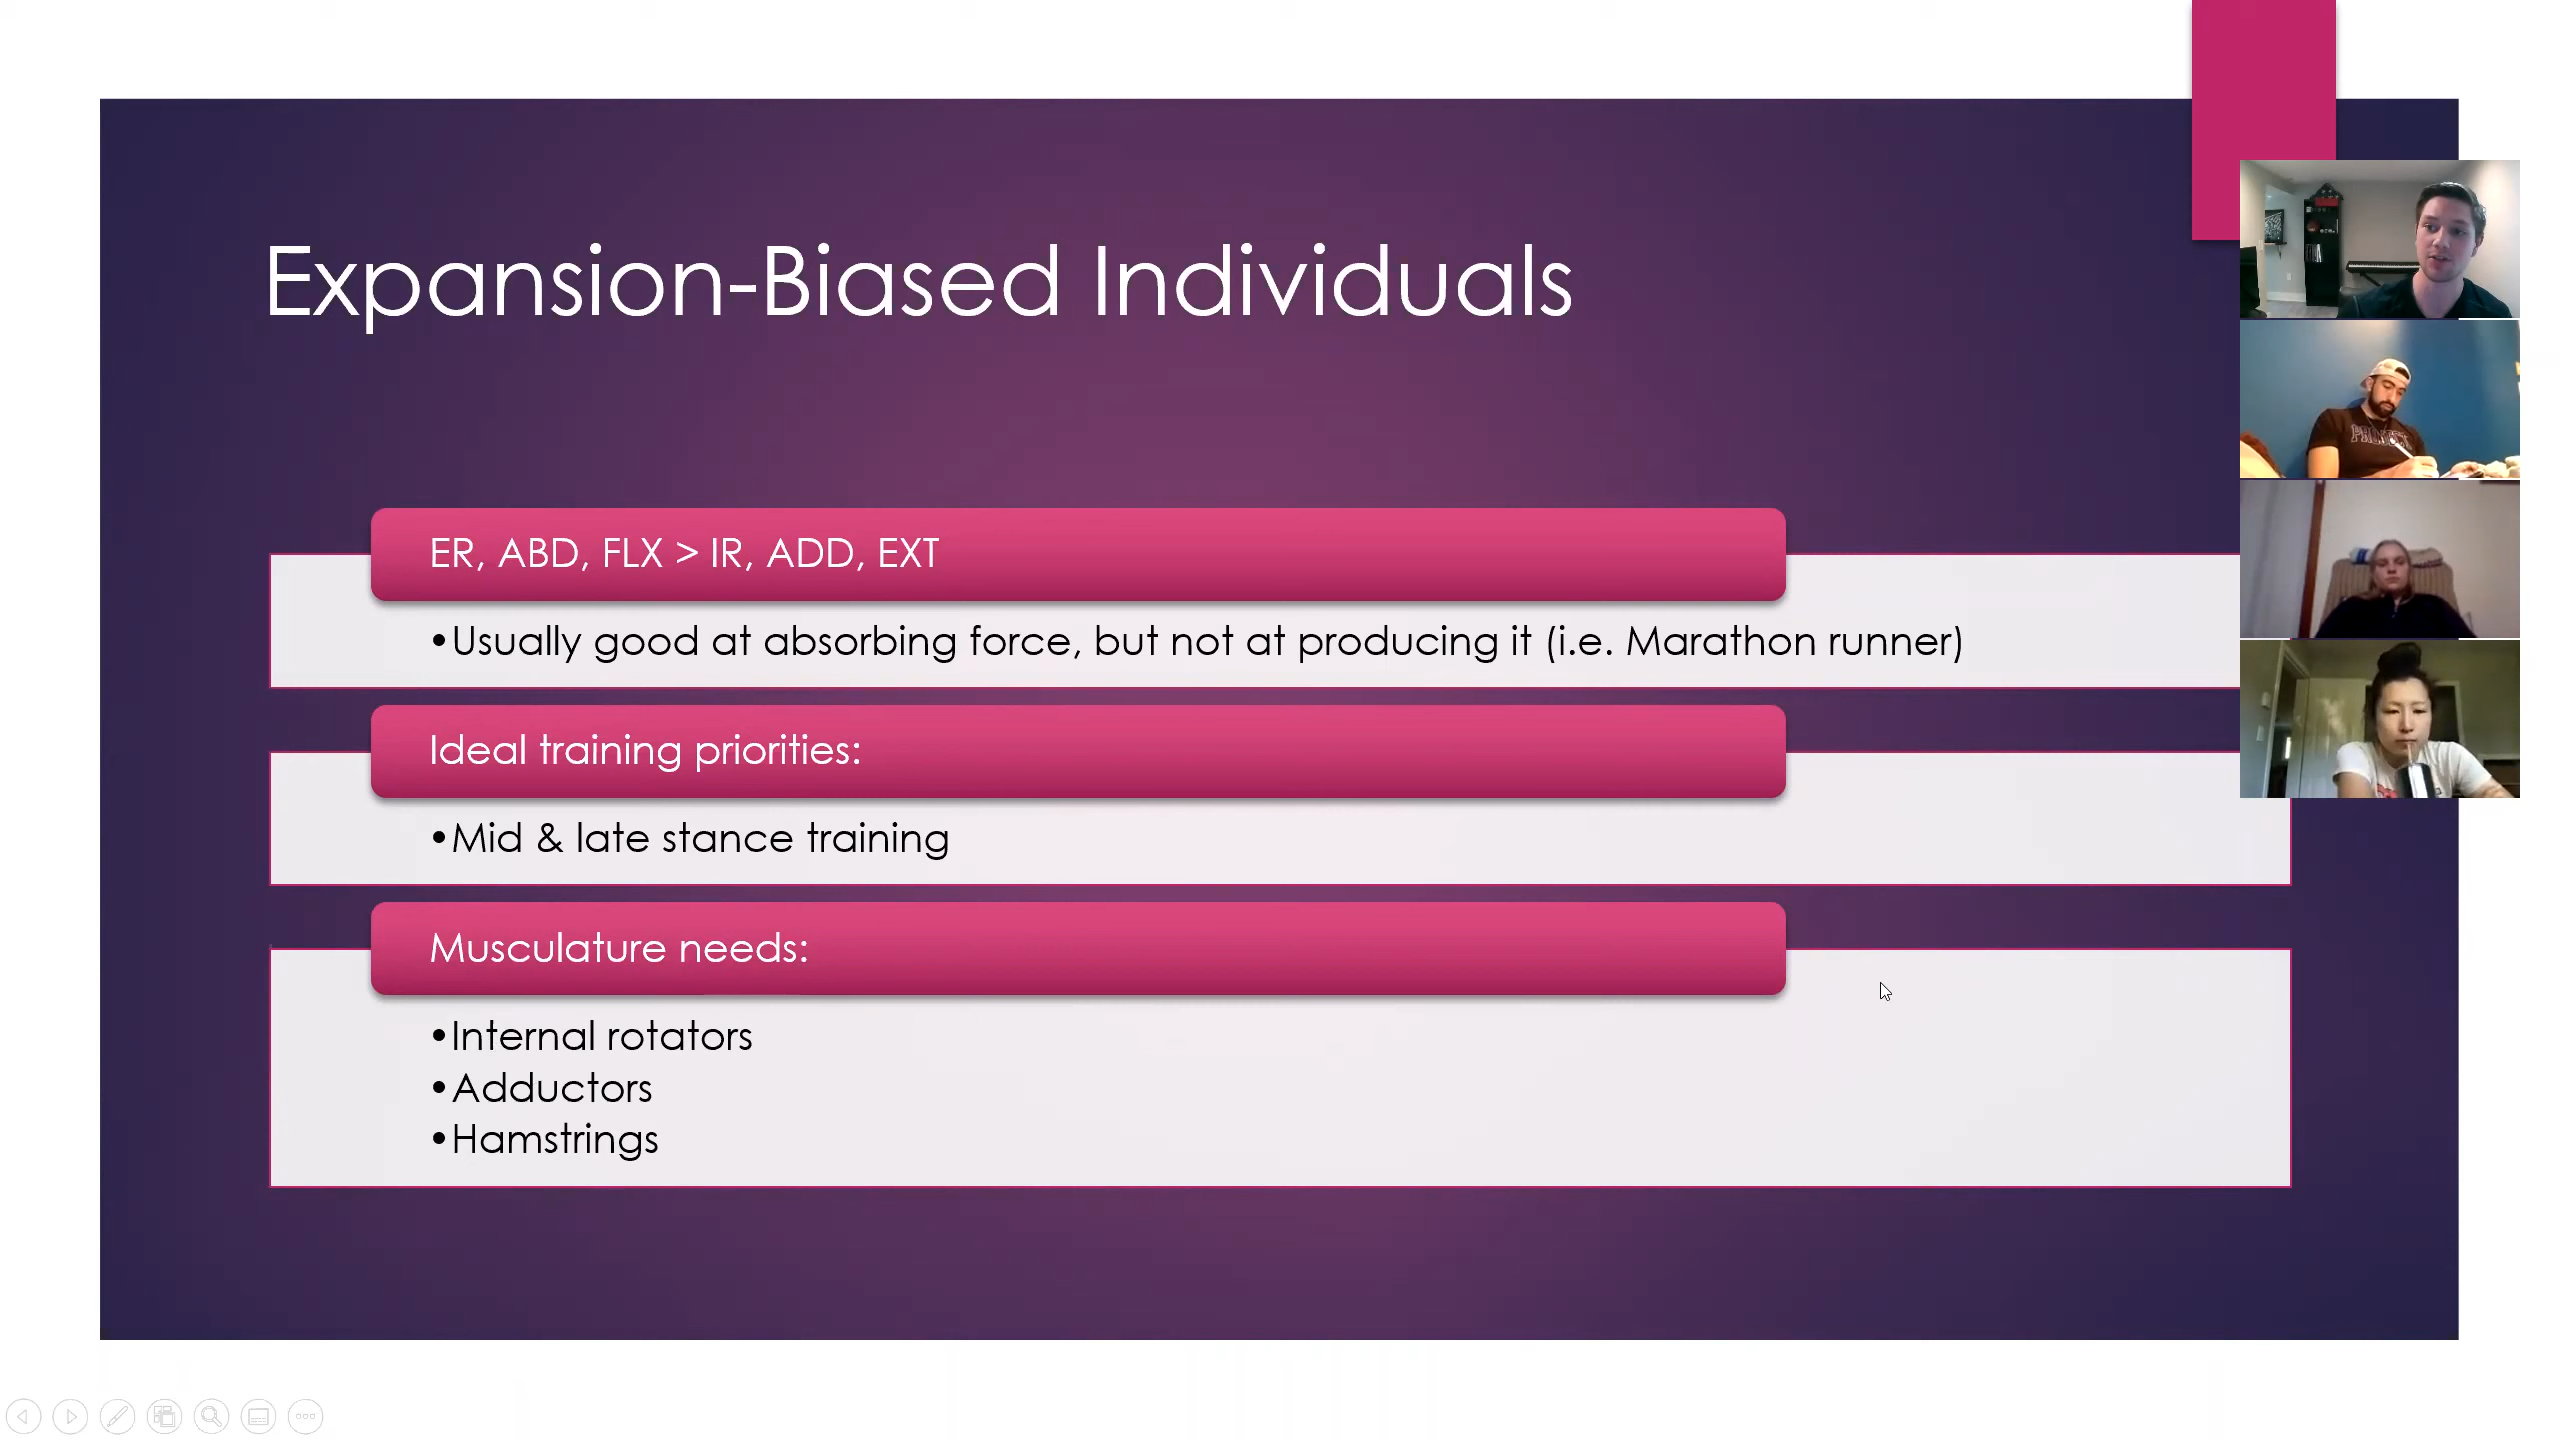 Expansion-Biased Individuals
ER, ABD, FLX > IR, ADD, EXT
•Usually good at absorbing force, but not at producing it (i.e. Marathon runner)
Ideal training priorities:
•Mid & late stance training
Musculature needs:
•Internal rotators
•Adductors
•Hamstrings